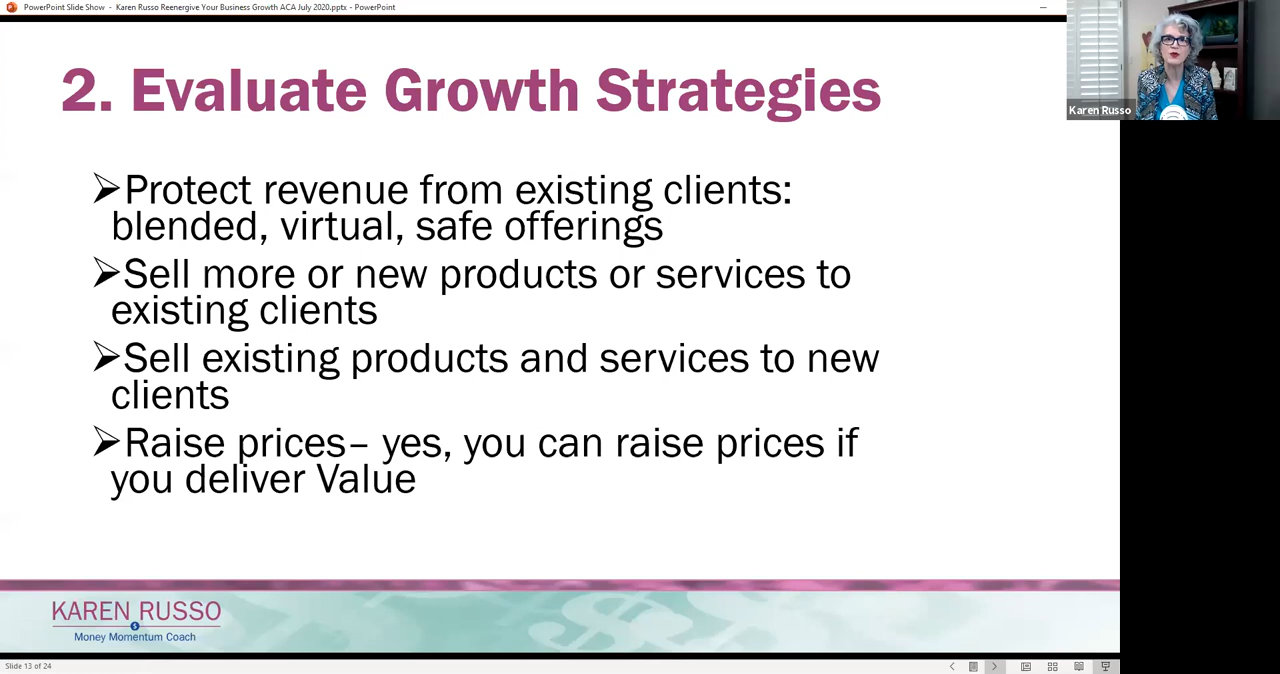 PowerPoint Slide Show - Karen Russo Reenergive Your Business Growth ACA July 2020.pptx - PowerPoint
2. Evaluate Growth Strategies
Karen Russo
➢Protect revenue from existing clients:
blended, virtual, safe offerings
➢Sell more or new products or services to
existing clients
➢Sell existing products and services to new
clients
➢Raise prices– yes, you can raise prices if
you deliver Value
KAREN RUSSO
Money Momentum Coach
Slide 13 of 24